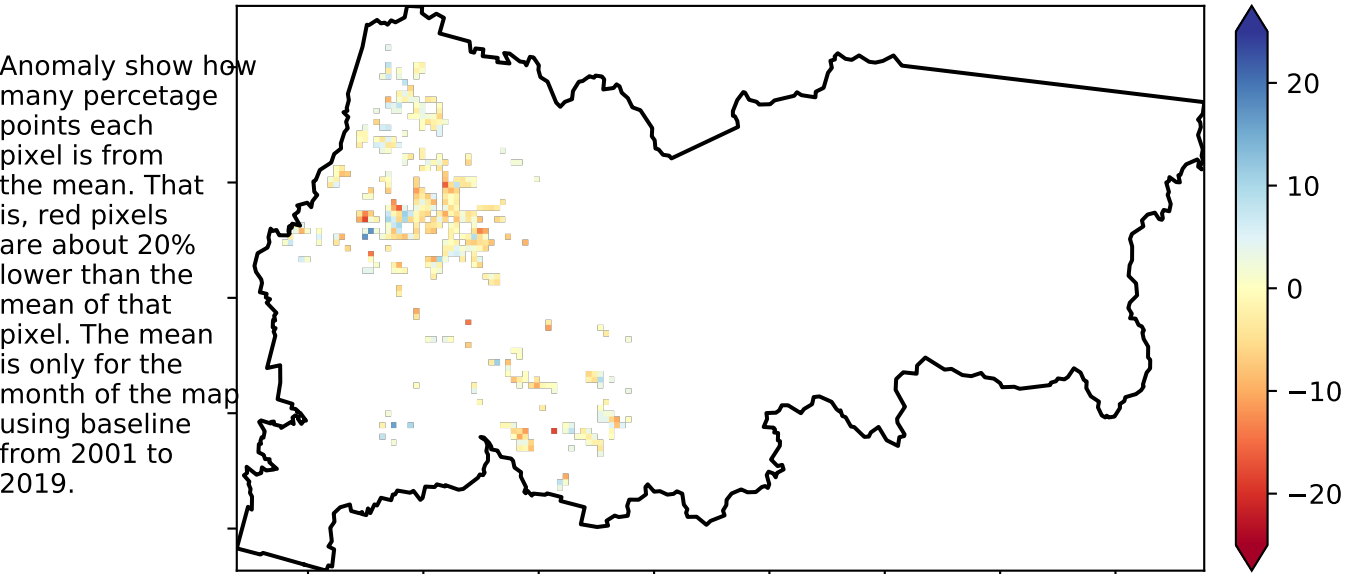 Anomaly show how
many percetage
points each
pixel is from
the mean. That
is, red pixels
are about 20%
lower than the
mean of that
pixel. The mean
is only for the
month of the map
using baseline
from 2001 to
2019.
20
10
0
−10
−20